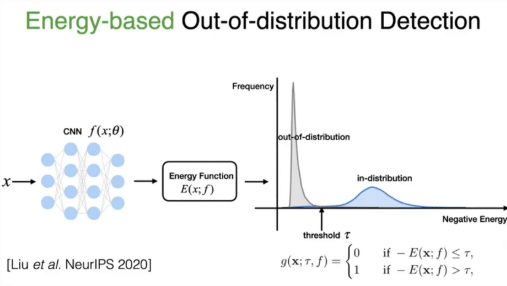 Energy-based Out-of-distribution Detection
Frequency
CNN f(x;θ)
out-of-distribution
in-distribution
x
Energy Function
E(x; f)
Negative Energy
threshold τ
[Liu et al. NeurIPS 2020]
g(x; τ, f) = { 0 if − E(x; f) ≤ τ,
1 if − E(x; f) > τ,